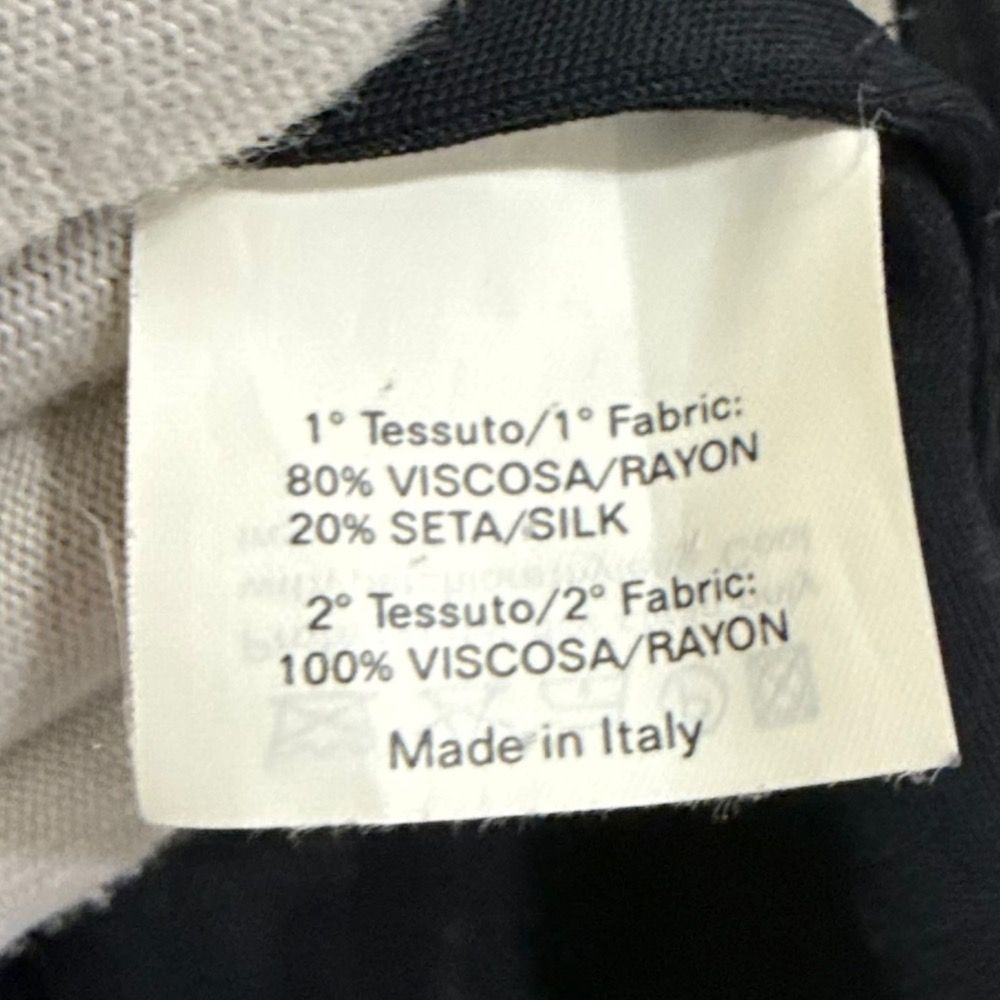 1° Tessuto/1° Fabric:
80% VISCOSA/RAYON
20% SETA/SILK
2° Tessuto/2° Fabric:
100% VISCOSA/RAYON
Made in Italy